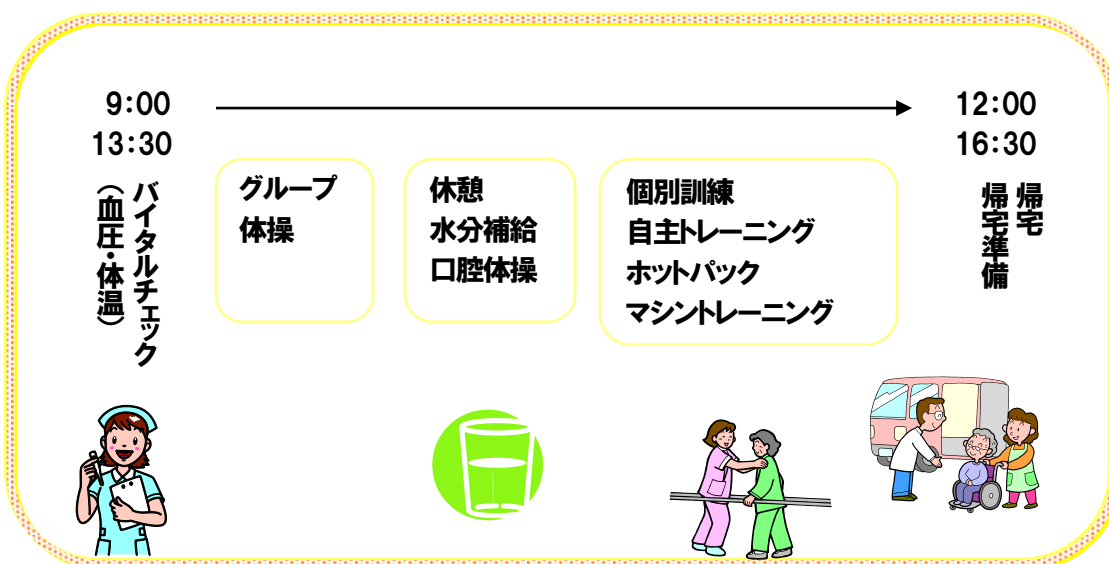 9:00
13:30
バイタルチェック
（血圧・体温）
グループ
体操
休憩
水分補給
口腔体操
個別訓練
自主トレーニング
ホットパック
マシントレーニング
12:00
16:30
帰宅
帰宅準備